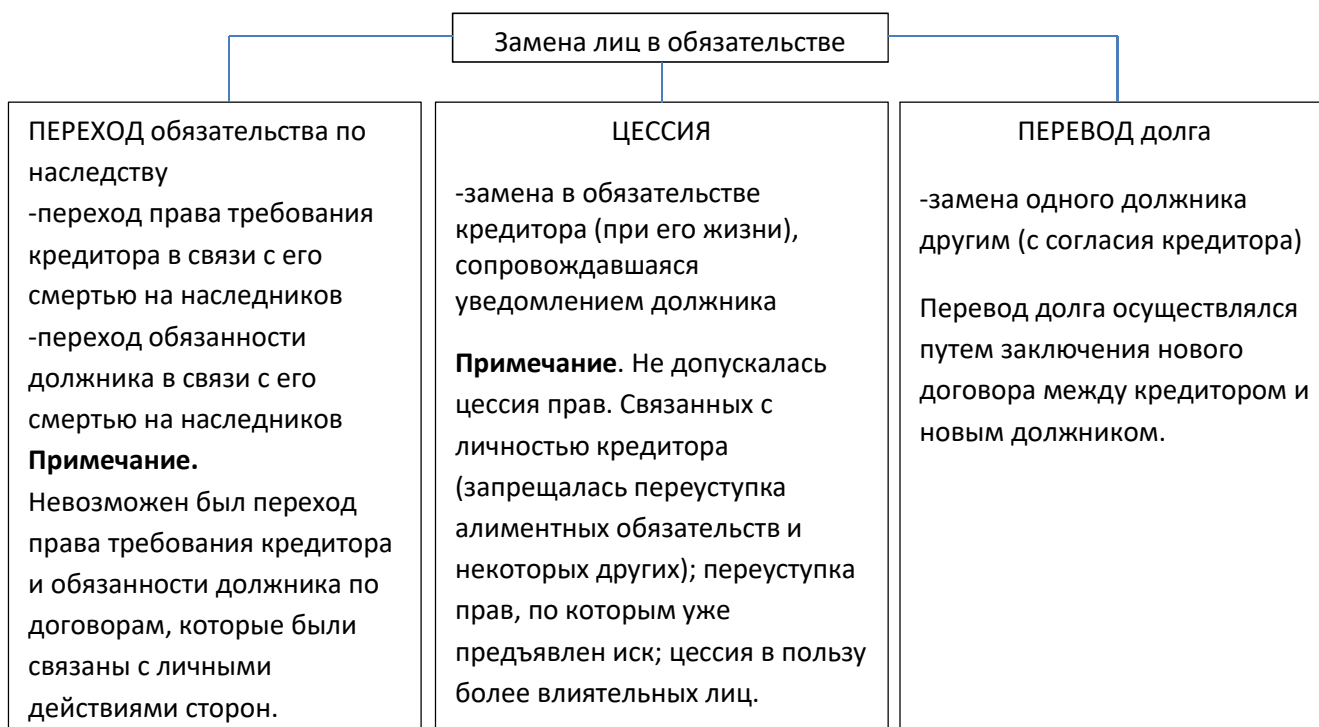 Замена лиц в обязательстве
ПЕРЕХОД обязательства по
наследству
-переход права требования
кредитора в связи с его
смертью на наследников
-переход обязанности
должника в связи с его
смертью на наследников
Примечание.
Невозможен был переход
права требования кредитора
и обязанности должника по
договорам, которые были
связаны с личными
действиями сторон.
ЦЕССИЯ
-замена в обязательстве
кредитора (при его жизни),
сопровождавшаяся
уведомлением должника
Примечание. Не допускалась
цессия прав. Связанных с
личностью кредитора
(запрещалась переуступка
алиментных обязательств и
некоторых других); переуступка
прав, по которым уже
предъявлен иск; цессия в пользу
более влиятельных лиц.
ПЕРЕВОД долга
-замена одного должника
другим (с согласия кредитора)
Перевод долга осуществлялся
путем заключения нового
договора между кредитором и
новым должником.